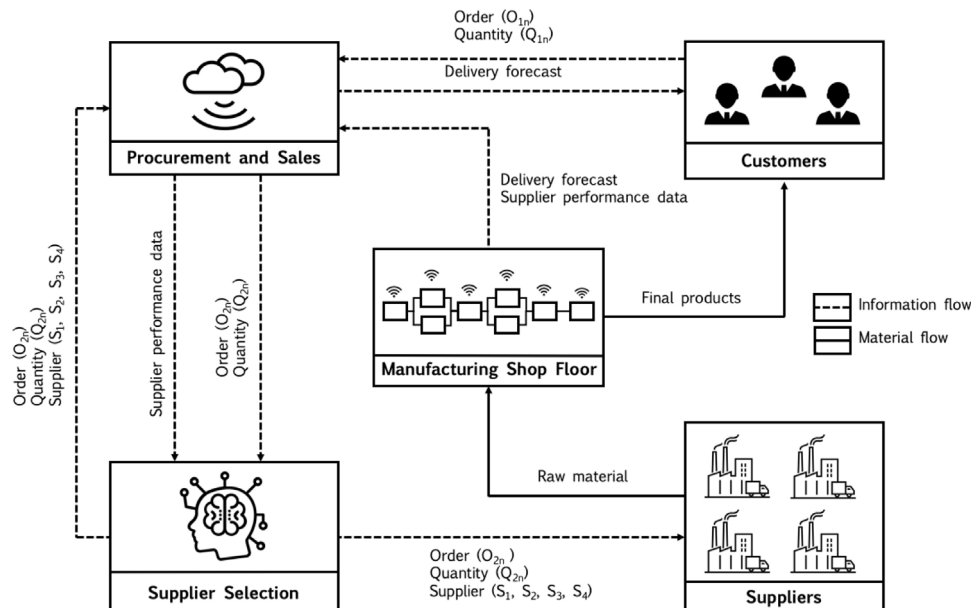 Order (O₁ₙ)
Quantity (Q₁ₙ)
Delivery forecast
Procurement and Sales
Customers
Delivery forecast
Supplier performance data
Order (O₂ₙ)
Quantity (Q₂ₙ)
Supplier (S₁, S₂, S₃, S₄)
Supplier performance data
Order (O₂ₙ)
Quantity (Q₂ₙ)
Final products
Information flow
Material flow
Manufacturing Shop Floor
Raw material
Order (O₂ₙ )
Quantity (Q₂ₙ)
Supplier (S₁, S₂, S₃, S₄)
Supplier Selection
Suppliers